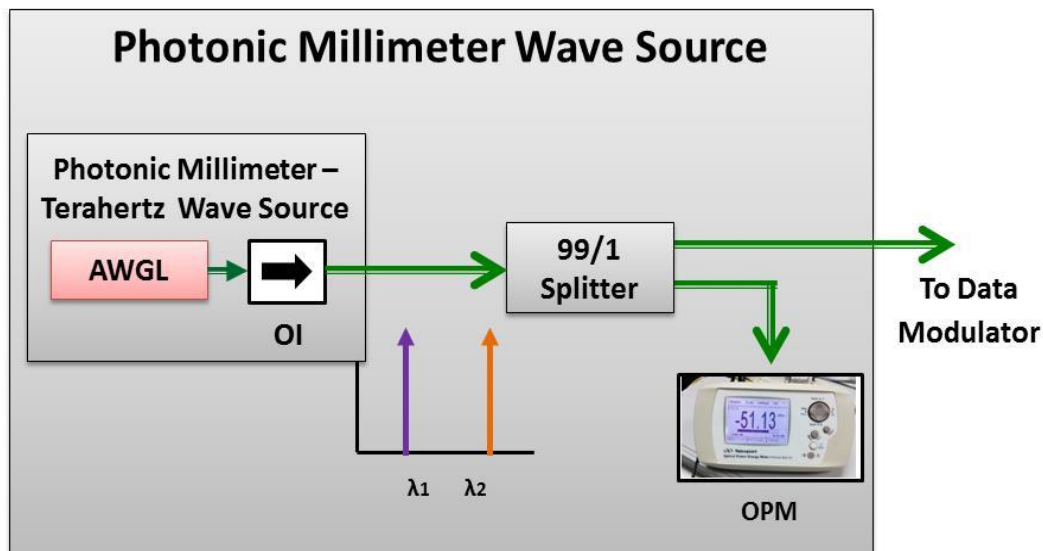 Photonic Millimeter Wave Source
Photonic Millimeter –
Terahertz Wave Source
AWGL
OI
99/1
Splitter
To Data
Modulator
λ1
λ2
-51.13
Newport
OPM